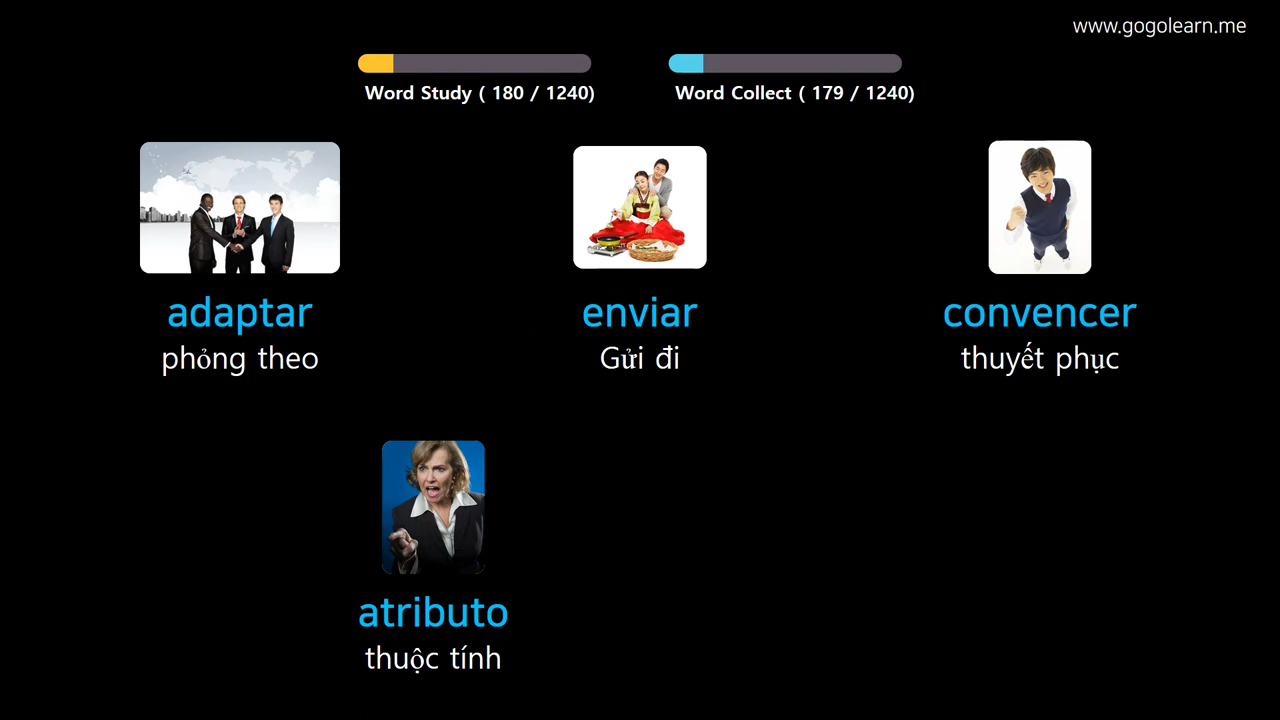 www.gogolearn.me
Word Study ( 180 / 1240)
Word Collect ( 179 / 1240)
adaptar
phỏng theo
enviar
Gửi đi
convencer
thuyết phục
atributo
thuộc tính